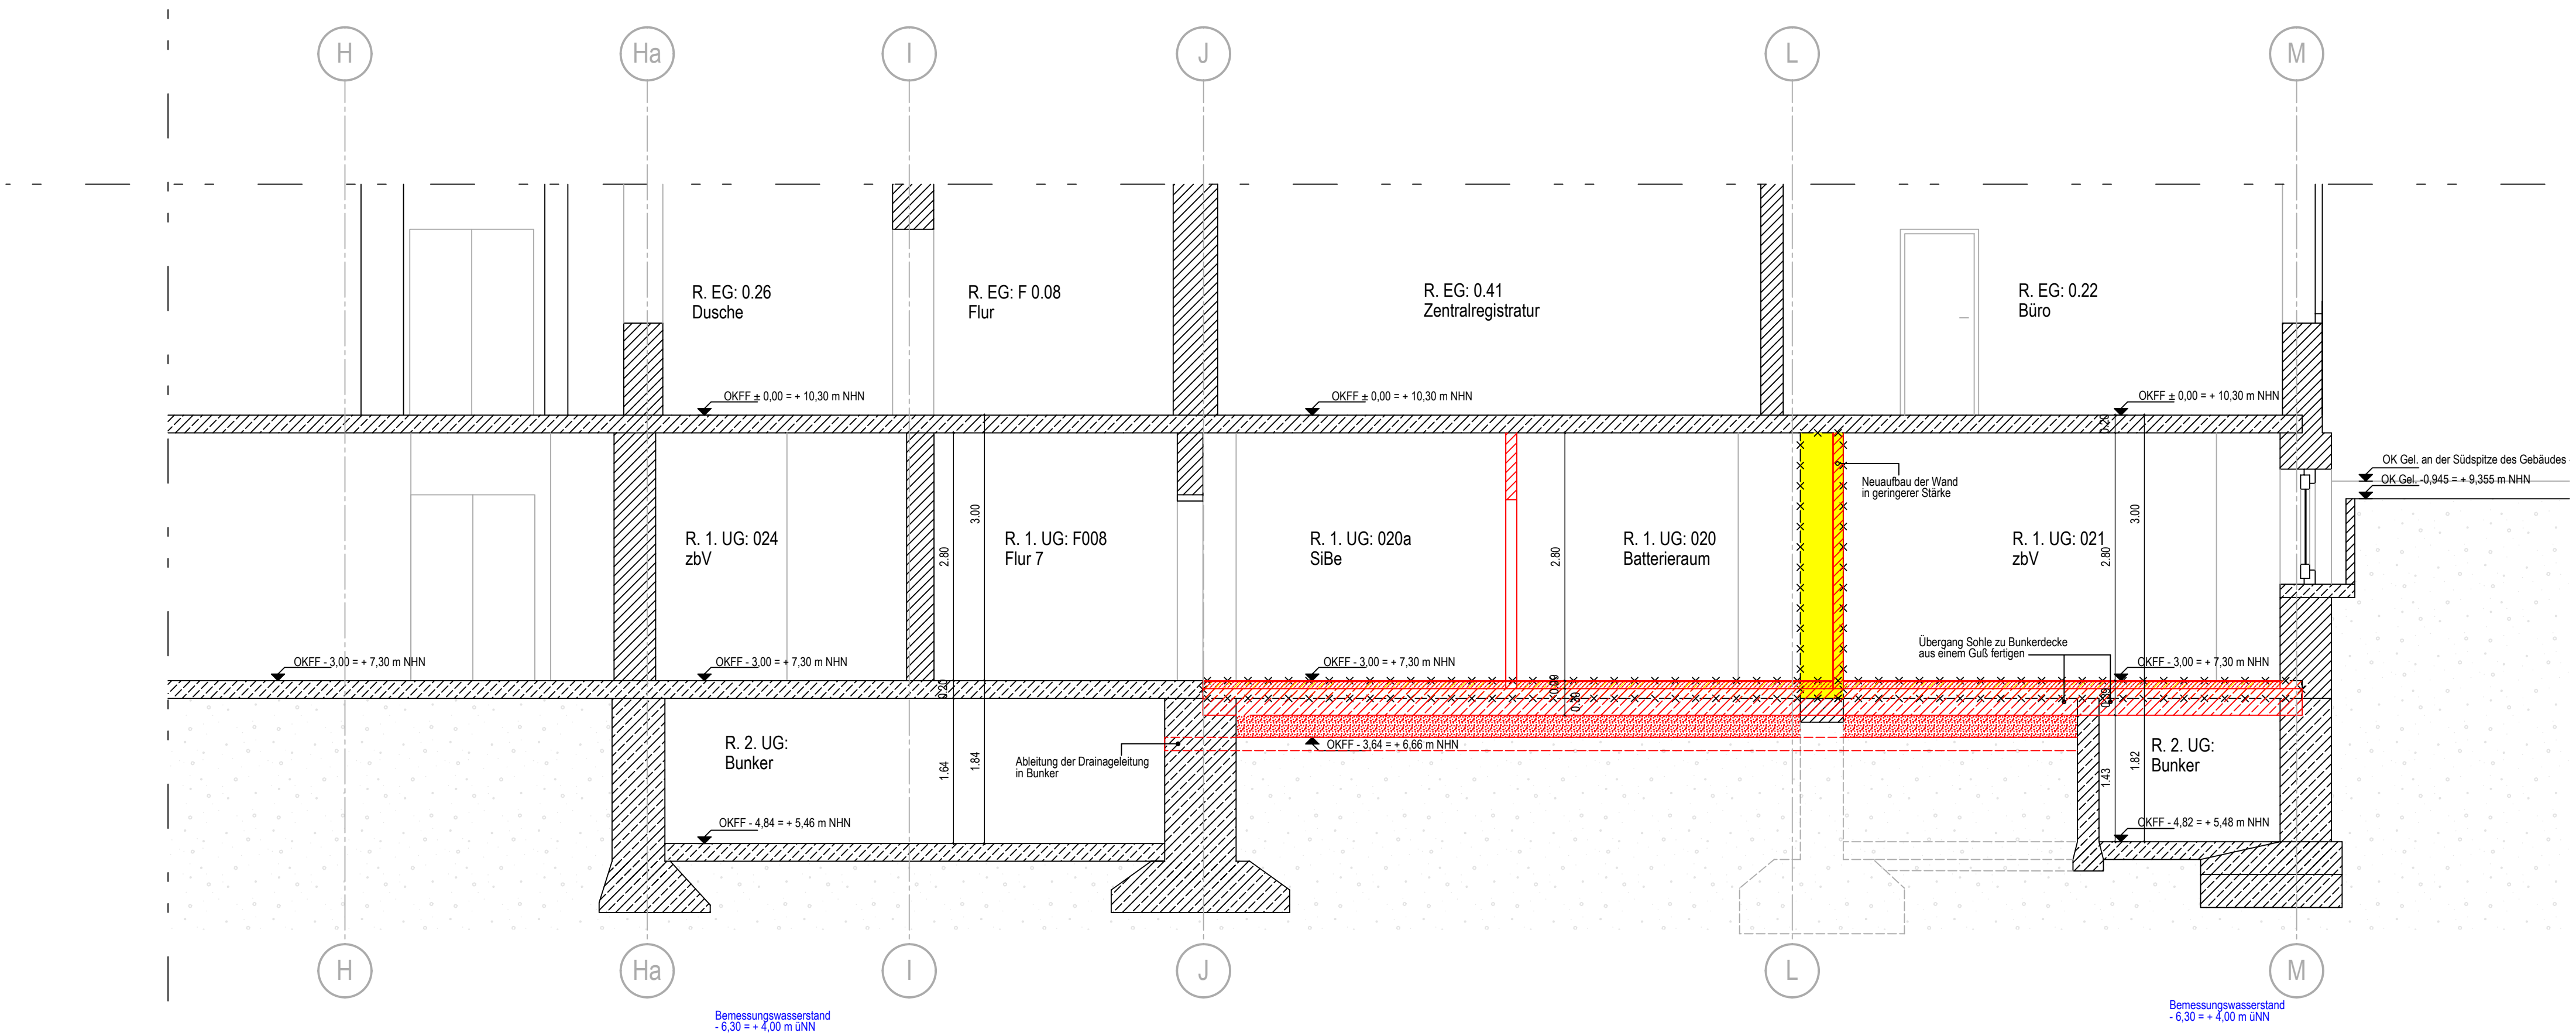 H
Ha
I
J
L
M
R. EG: 0.26
Dusche
R. EG: F 0.08
Flur
R. EG: 0.41
Zentralregistratur
R. EG: 0.22
Büro
OKFF ± 0,00 = + 10,30 m NHN
OKFF ± 0,00 = + 10,30 m NHN
OKFF ± 0,00 = + 10,30 m NHN
0.20
OK Gel. an der Südspitze des Gebäudes
OK Gel. -0,945 = + 9,355 m NHN
Neuaufbau der Wand
in geringerer Stärke
3.00
2.80
2.80
3.00
2.80
R. 1. UG: 024
zbV
R. 1. UG: F008
Flur 7
R. 1. UG: 020a
SiBe
R. 1. UG: 020
Batterieraum
R. 1. UG: 021
zbV
Übergang Sohle zu Bunkerdecke
aus einem Guß fertigen
OKFF - 3,00 = + 7,30 m NHN
OKFF - 3,00 = + 7,30 m NHN
OKFF - 3,00 = + 7,30 m NHN
OKFF - 3,00 = + 7,30 m NHN
0.20
0.09
0.30
R. 2. UG:
Bunker
Ableitung der Drainageleitung
in Bunker
OKFF - 3,64 = + 6,66 m NHN
R. 2. UG:
Bunker
1.64
1.84
1.43
1.82
OKFF - 4,84 = + 5,46 m NHN
OKFF - 4,82 = + 5,48 m NHN
H
Ha
I
J
L
M
Bemessungswasserstand
- 6,30 = + 4,00 m üNN
Bemessungswasserstand
- 6,30 = + 4,00 m üNN